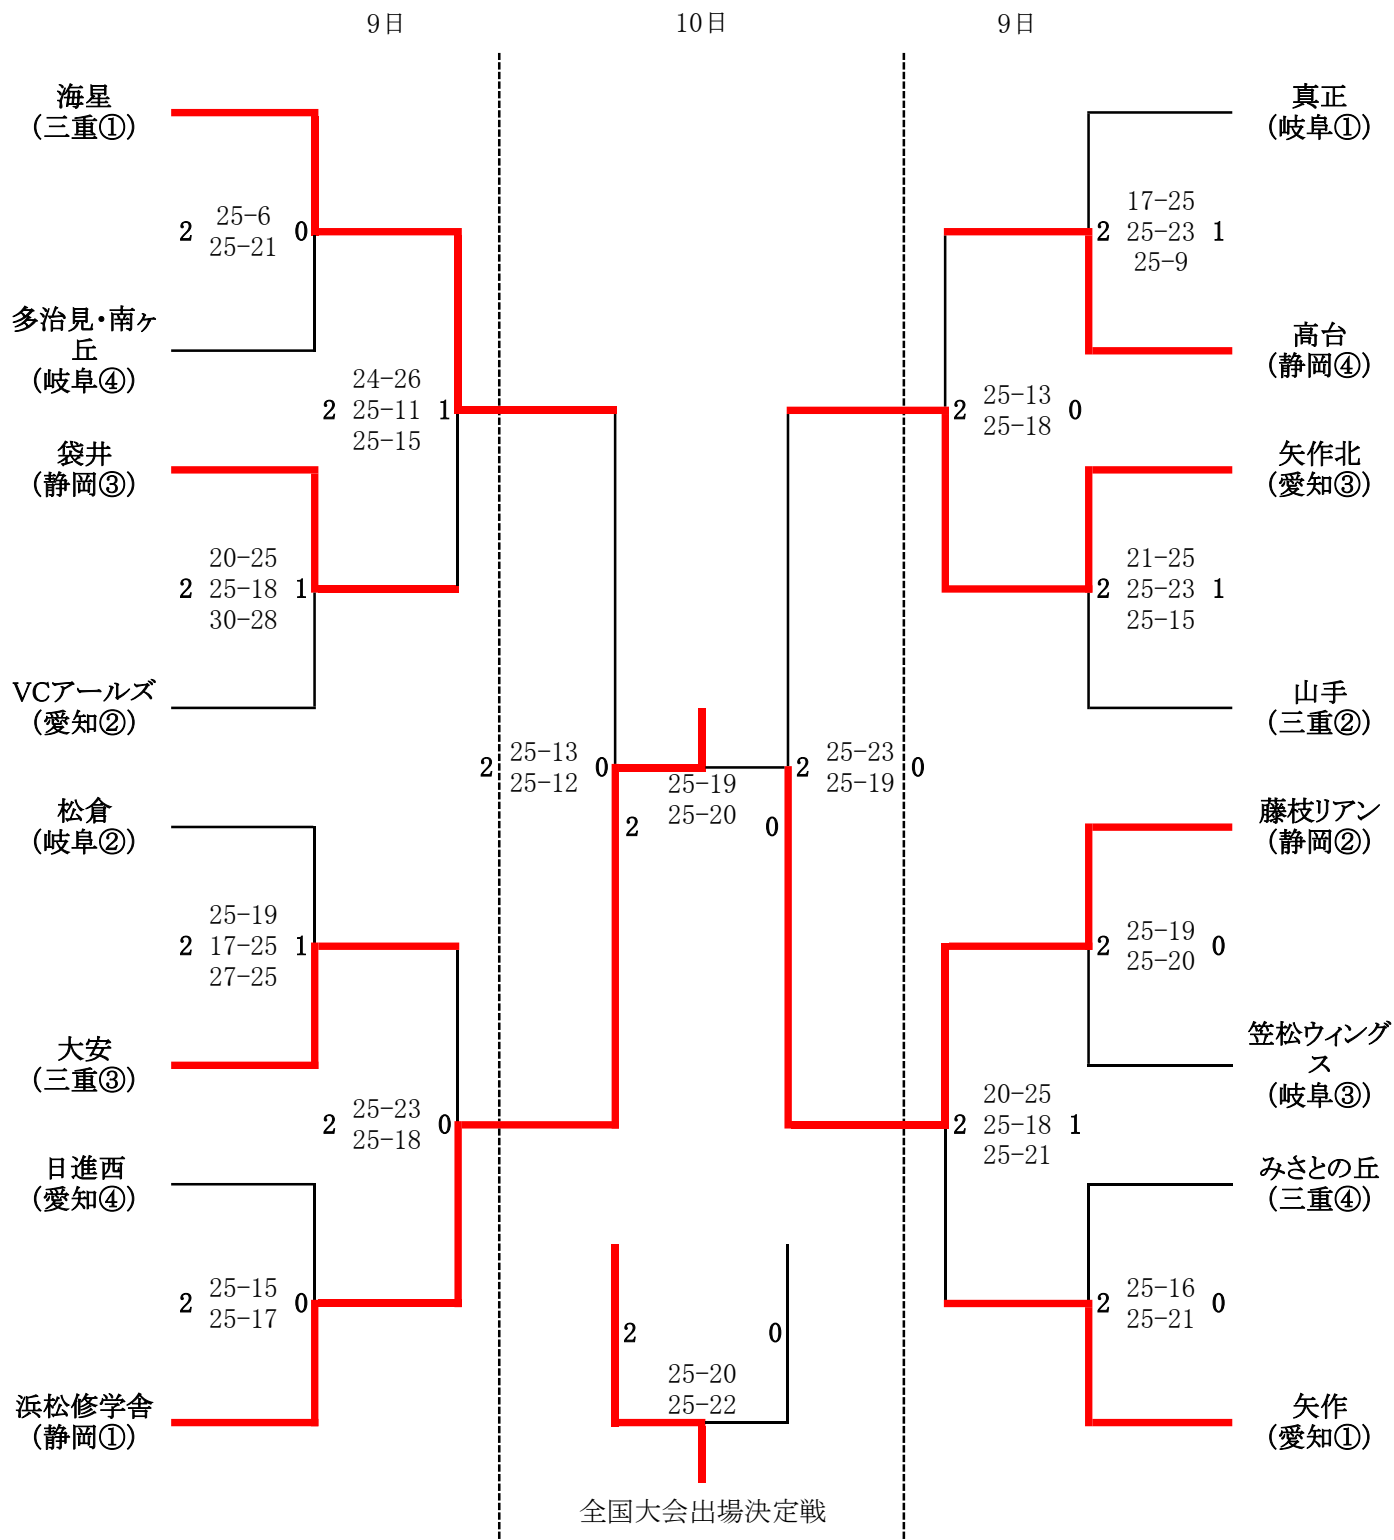 9日
10日
9日
海星
(三重①)
2
25-6
25-21
0
多治見・南ヶ
丘
(岐阜④)
2
24-26
25-11
25-15
1
袋井
(静岡③)
2
20-25
25-18
30-28
1
VCアールズ
(愛知②)
2
25-13
25-12
0
松倉
(岐阜②)
2
25-19
17-25
27-25
1
大安
(三重③)
2
25-23
25-18
0
日進西
(愛知④)
2
25-15
25-17
0
浜松修学舎
(静岡①)
25-19
25-20
2
0
2
0
25-20
25-22
全国大会出場決定戦
真正
(岐阜①)
2
17-25
25-23
25-9
1
高台
(静岡④)
2
25-13
25-18
0
矢作北
(愛知③)
2
21-25
25-23
25-15
1
山手
(三重②)
2
25-23
25-19
0
藤枝リアン
(静岡②)
2
25-19
25-20
0
笠松ウィング
ス
(岐阜③)
2
20-25
25-18
25-21
1
みさとの丘
(三重④)
2
25-16
25-21
0
矢作
(愛知①)